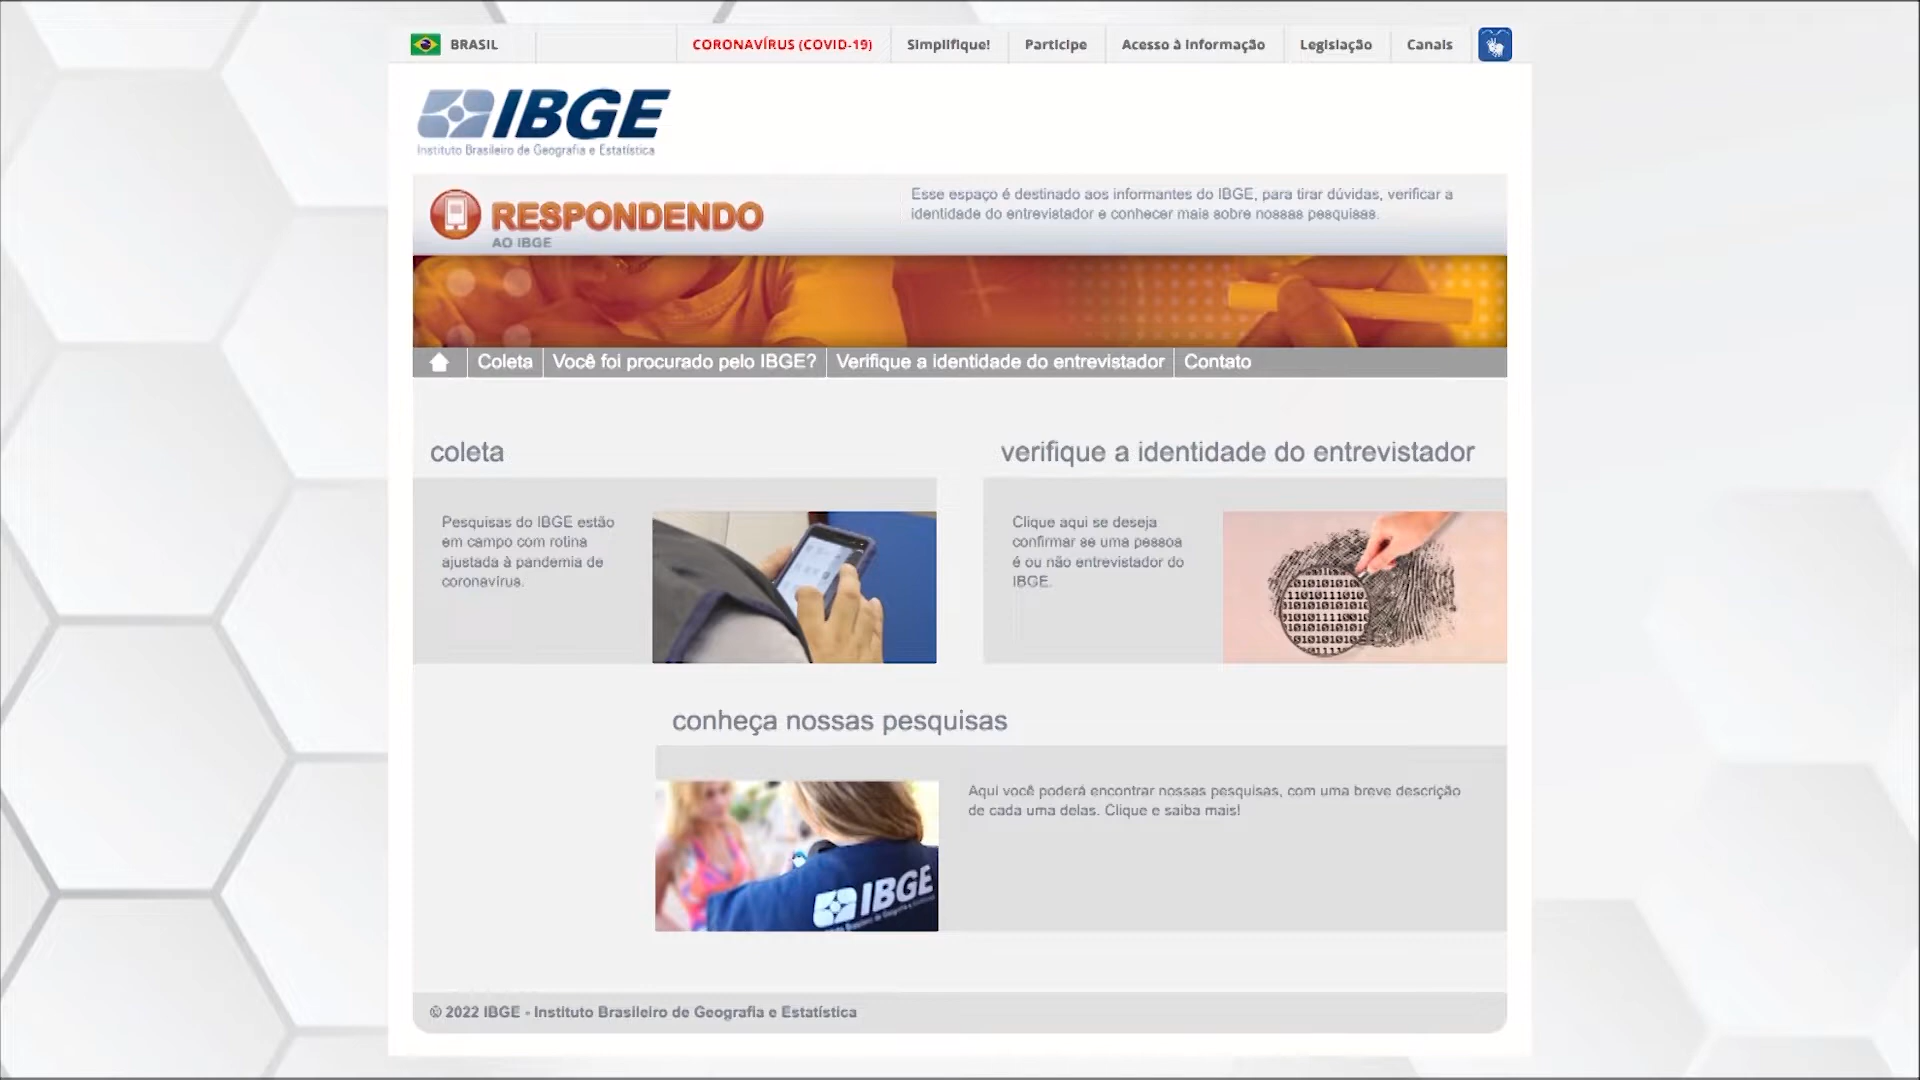 BRASIL
CORONAVÍRUS (COVID-19)
Simplifique!
Participe
Acesso à informação
Legislação
Canais
IBGE
Instituto Brasileiro de Geografia e Estatística
RESPONDENDO
AO IBGE
Esse espaço é destinado aos informantes do IBGE, para tirar dúvidas, verificar a
identidade do entrevistador e conhecer mais sobre nossas pesquisas.
Coleta
Você foi procurado pelo IBGE?
Verifique a identidade do entrevistador
Contato
coleta
Pesquisas do IBGE estão
em campo com rotina
ajustada à pandemia de
coronavírus.
verifique a identidade do entrevistador
Clique aqui se deseja
confirmar se uma pessoa
é ou não entrevistador do
IBGE.
conheça nossas pesquisas
IBGE
Aqui você poderá encontrar nossas pesquisas, com uma breve descrição
de cada uma delas. Clique e saiba mais!
© 2022 IBGE - Instituto Brasileiro de Geografia e Estatística